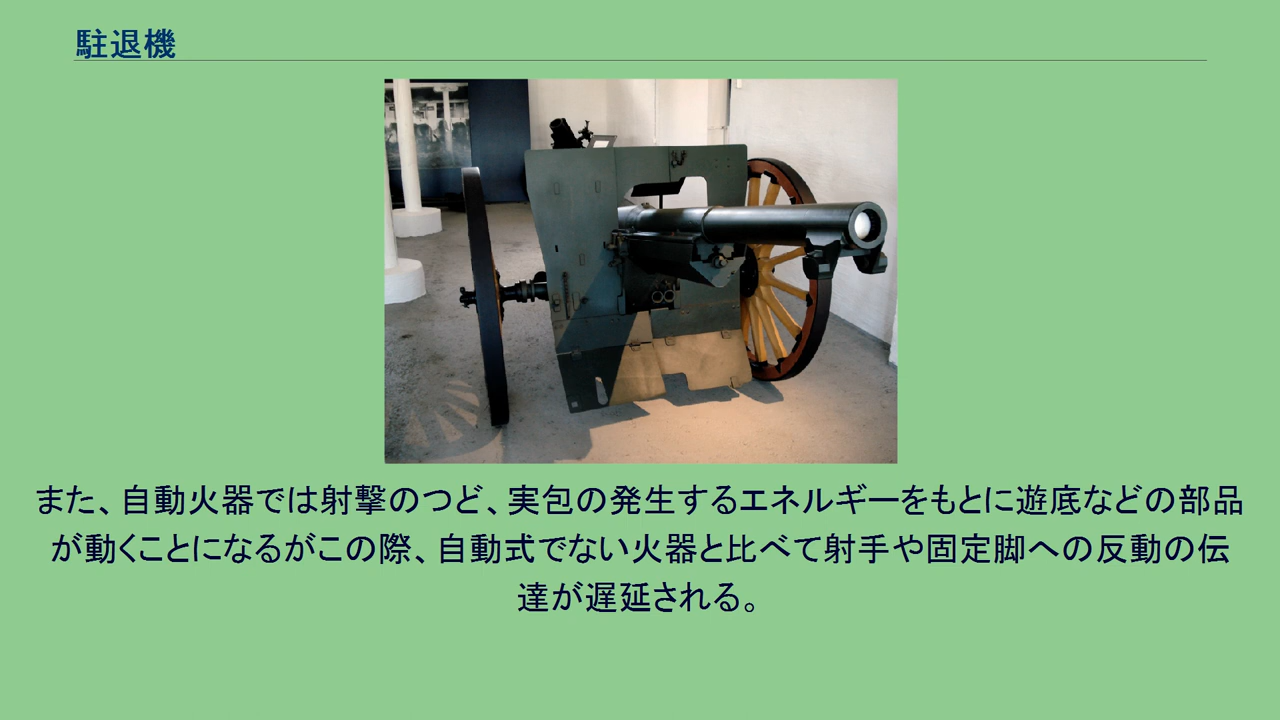 駐退機
また、自動火器では射撃のつど、実包の発生するエネルギーをもとに遊底などの部品
が動くことになるがこの際、自動式でない火器と比べて射手や固定脚への反動の伝
達が遅延される。